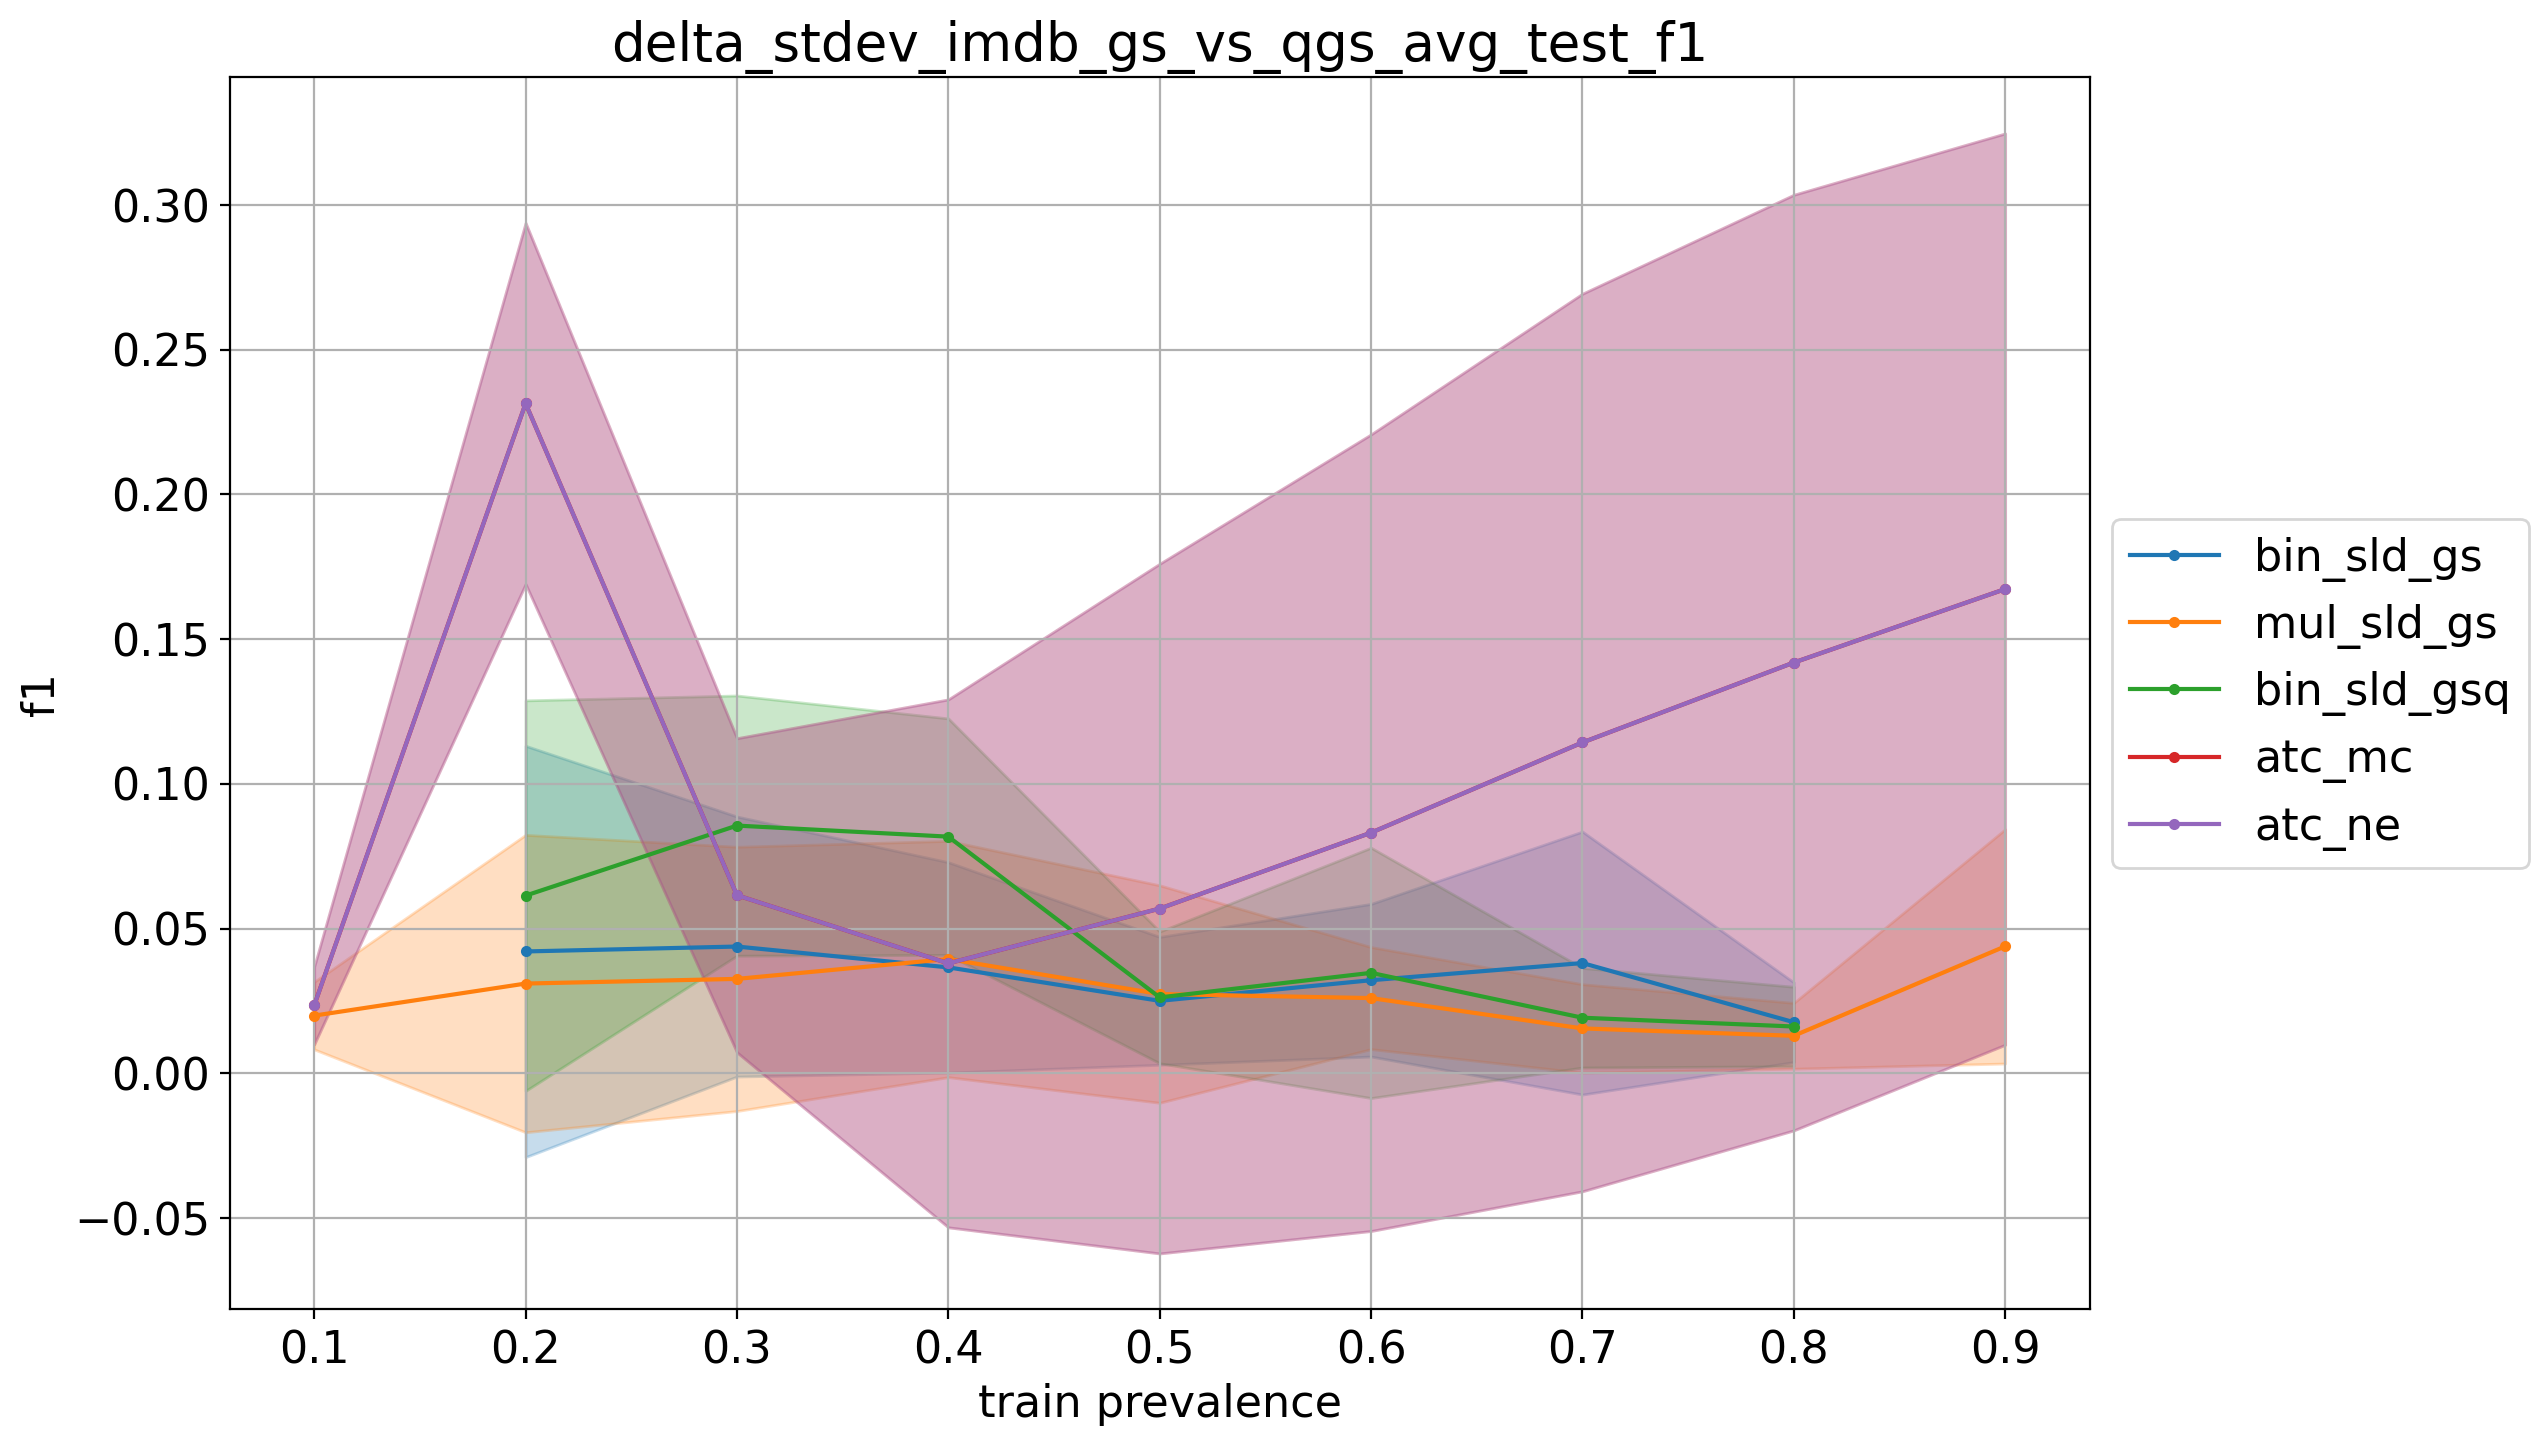 delta_stdev_imdb_gs_vs_qgs_avg_test_f1
f1
0.30
0.25
0.20
0.15
0.10
0.05
0.00
−0.05
0.1 0.2 0.3 0.4 0.5 0.6 0.7 0.8 0.9
train prevalence
bin_sld_gs
mul_sld_gs
bin_sld_gsq
atc_mc
atc_ne